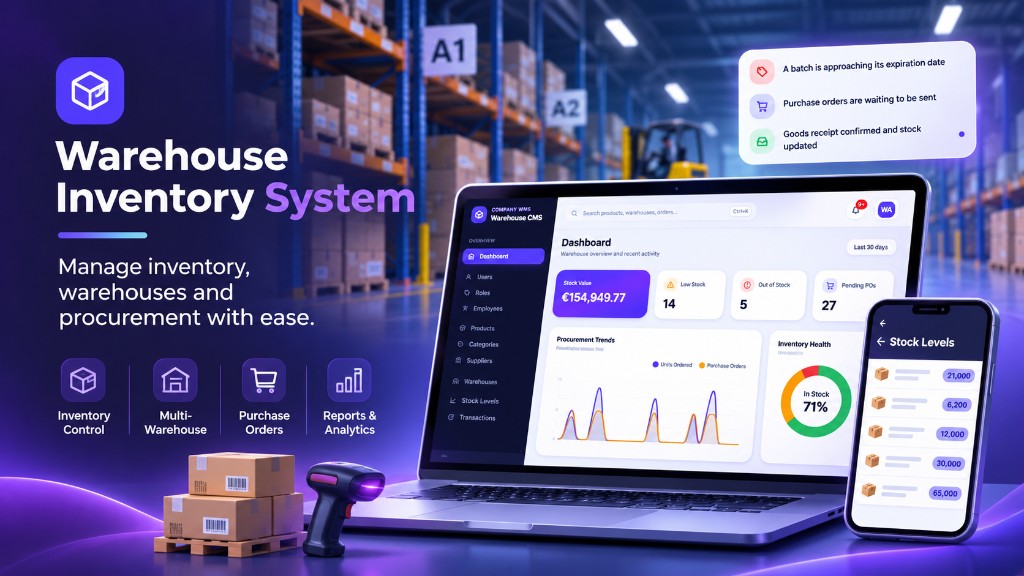 A1
A2
Warehouse
Inventory System
Manage inventory,
warehouses and
procurement with ease.
Inventory
Control
Multi-
Warehouse
Purchase
Orders
Reports &
Analytics
A batch is approaching its expiration date
Purchase orders are waiting to be sent
Goods receipt confirmed and stock
updated
COMPANY WMS
Warehouse CMS
Search products, warehouses, orders...
Ctrl+K
9+
WA
OVERVIEW
Dashboard
Users
Roles
Employees
Products
Categories
Suppliers
Warehouses
Stock Levels
Transactions
Dashboard
Warehouse overview and recent activity
Last 30 days
Stock Value
€154,949.77
Low Stock
14
Out of Stock
5
Pending POs
27
Procurement Trends
Units Ordered
Purchase Orders
Inventory Health
In Stock
71%
Stock Levels
21,000
6,200
12,000
30,000
65,000